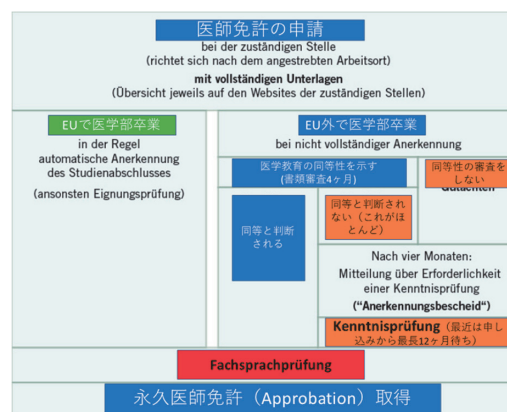 医師免許の申請
bei der zuständigen Stelle
(richtet sich nach dem angestrebten Arbeitsort)
mit vollständigen Unterlagen
(Übersicht jeweils auf den Websites der zuständigen Stellen)
EUで医学部卒業
in der Regel
automatische Anerkennung
des Studienabschlusses
(ansonsten Eignungsprüfung)
EU外で医学部卒業
bei nicht vollständiger Anerkennung
医学教育の同等性を示す
(書類審査4ヶ月)
同等性の審査を
しない
同等と判断
される
同等と判断され
ない（これがほ
とんど）
Nach vier Monaten:
Mitteilung über Erforderlichkeit
einer Kenntnisprüfung
(“Anerkennungsbescheid“)
Kenntnisprüfung（最近は申し
込みから最長12ヶ月待ち）
Fachsprachprüfung
永久医師免許（Approbation）取得